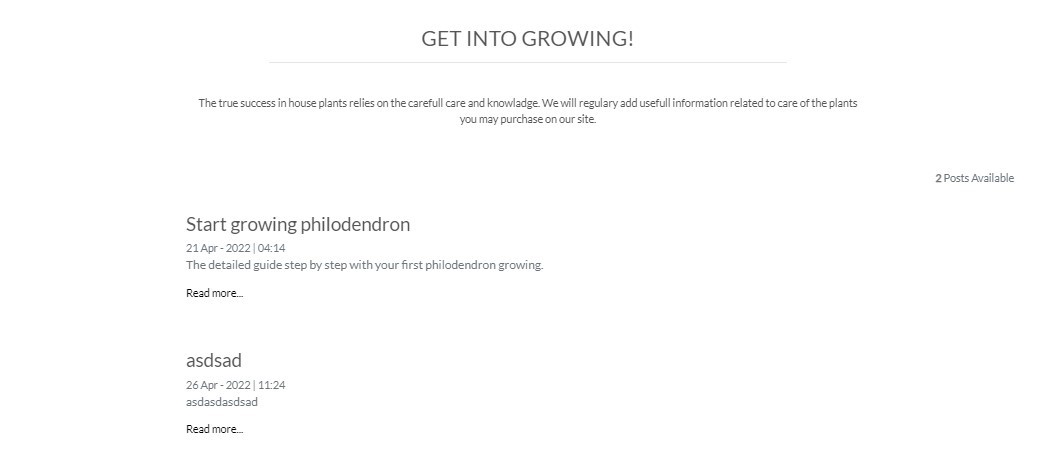 GET INTO GROWING!
The true success in house plants relies on the carefull care and knowladge. We will regulary add usefull information related to care of the plants
you may purchase on our site.
2 Posts Available
Start growing philodendron
21 Apr - 2022 | 04:14
The detailed guide step by step with your first philodendron growing.
Read more...
asdsad
26 Apr - 2022 | 11:24
asdasdasdsad
Read more...